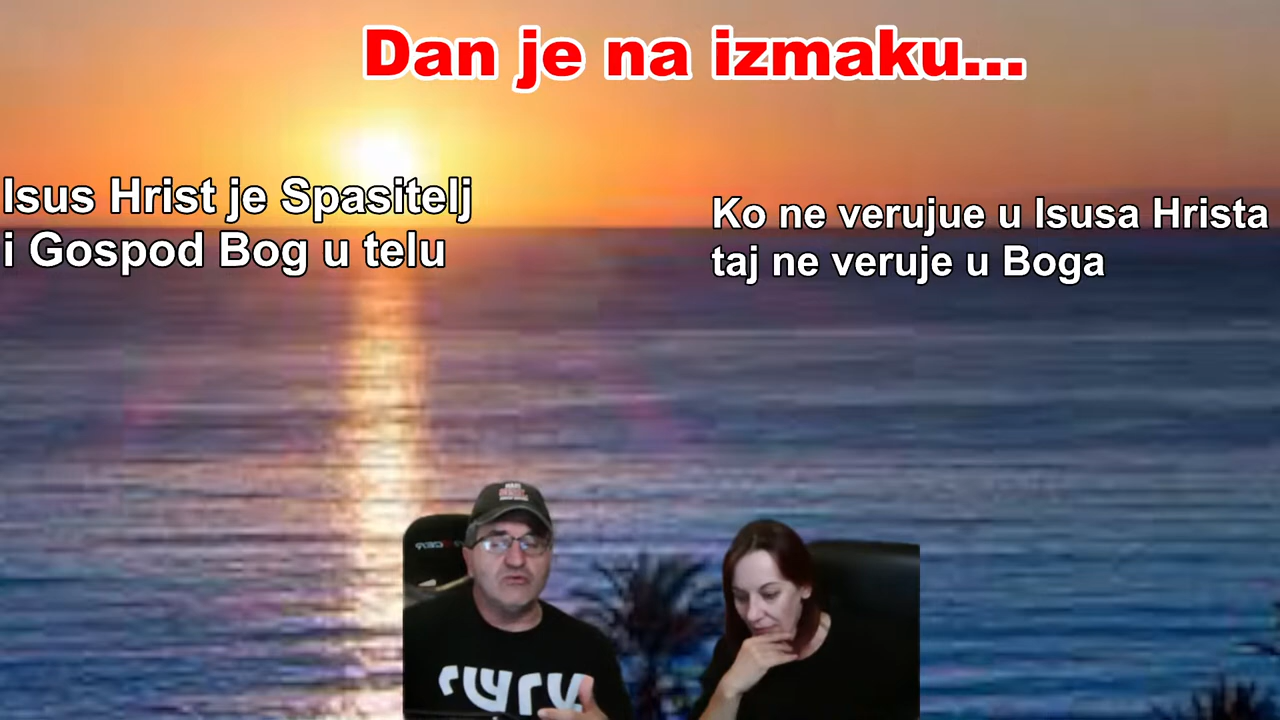 Dan je na izmaku...
Isus Hrist je Spasitelj
i Gospod Bog u telu
Ko ne verujue u Isusa Hrista
taj ne veruje u Boga